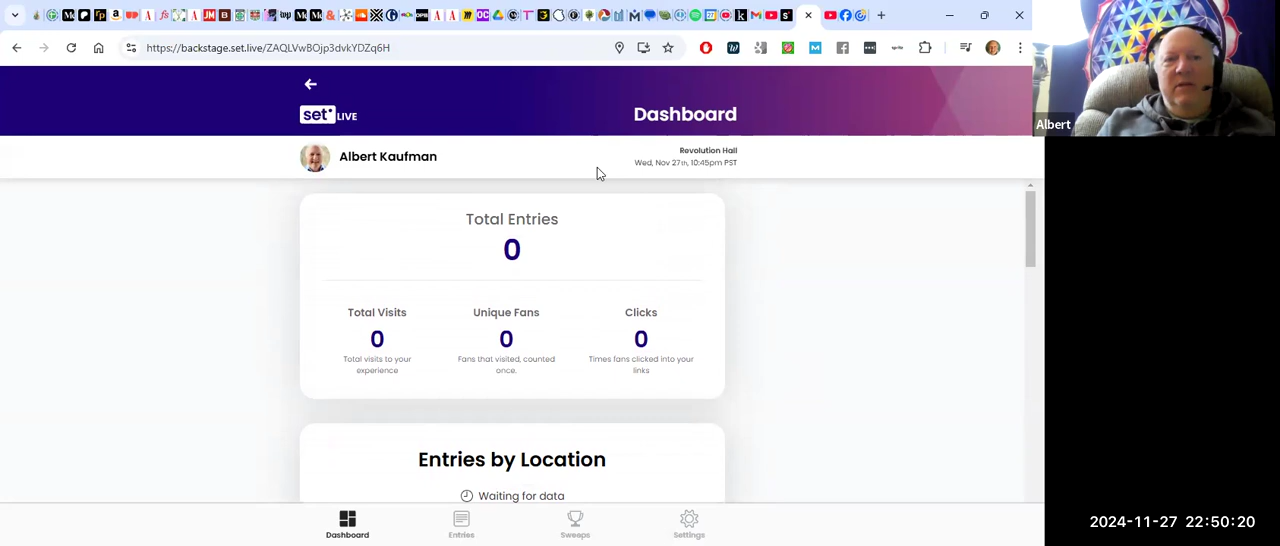 https://backstage.set.live/ZAQLVwBOjp3dvkYDZq6H
set LIVE
Dashboard
Albert
Albert Kaufman
Revolution Hall
Wed, Nov 27th, 10:45pm PST
Total Entries
0
Total Visits
Unique Fans
Clicks
0
0
0
Total visits to your
experience
Fans that visited, counted
once.
Times fans clicked into your
links
Entries by Location
Waiting for data
Dashboard
Entries
Sweeps
Settings
2024-11-27 22:50:20